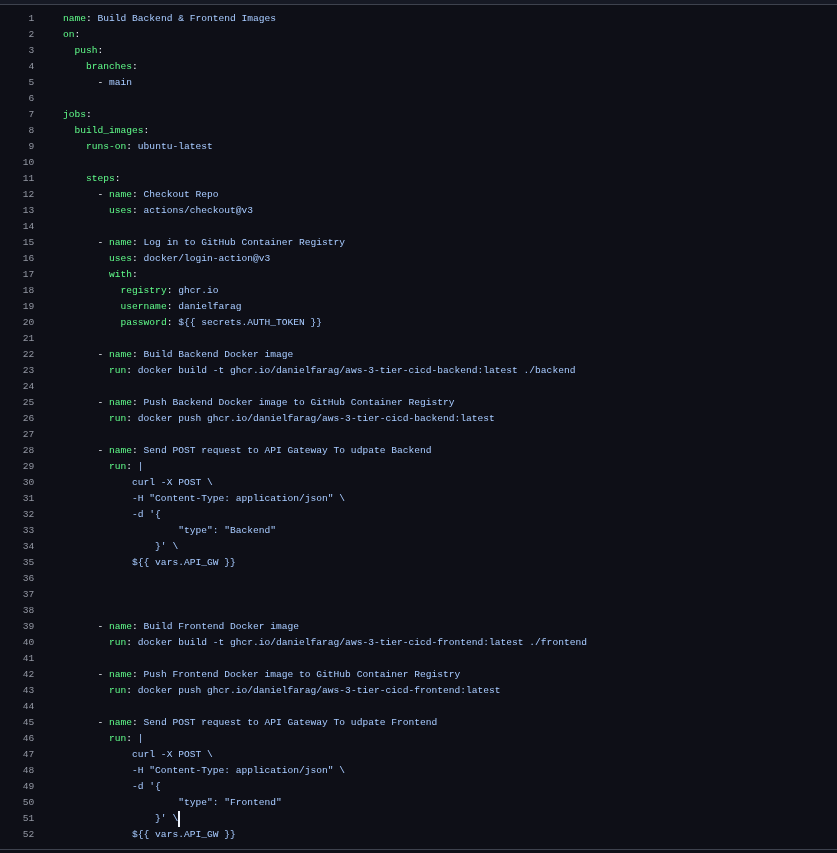 1 name: Build Backend & Frontend Images
2 on:
3 push:
4 branches:
5 - main
6
7 jobs:
8 build_images:
9 runs-on: ubuntu-latest
10
11 steps:
12 - name: Checkout Repo
13 uses: actions/checkout@v3
14
15 - name: Log in to GitHub Container Registry
16 uses: docker/login-action@v3
17 with:
18 registry: ghcr.io
19 username: danielfarag
20 password: ${{ secrets.AUTH_TOKEN }}
21
22 - name: Build Backend Docker image
23 run: docker build -t ghcr.io/danielfarag/aws-3-tier-cicd-backend:latest ./backend
24
25 - name: Push Backend Docker image to GitHub Container Registry
26 run: docker push ghcr.io/danielfarag/aws-3-tier-cicd-backend:latest
27
28 - name: Send POST request to API Gateway To udpate Backend
29 run: |
30 curl -X POST \
31 -H "Content-Type: application/json" \
32 -d '{
33 "type": "Backend"
34 }' \
35 ${{ vars.API_GW }}
36
37
38
39 - name: Build Frontend Docker image
40 run: docker build -t ghcr.io/danielfarag/aws-3-tier-cicd-frontend:latest ./frontend
41
42 - name: Push Frontend Docker image to GitHub Container Registry
43 run: docker push ghcr.io/danielfarag/aws-3-tier-cicd-frontend:latest
44
45 - name: Send POST request to API Gateway To udpate Frontend
46 run: |
47 curl -X POST \
48 -H "Content-Type: application/json" \
49 -d '{
50 "type": "Frontend"
51 }' \
52 ${{ vars.API_GW }}